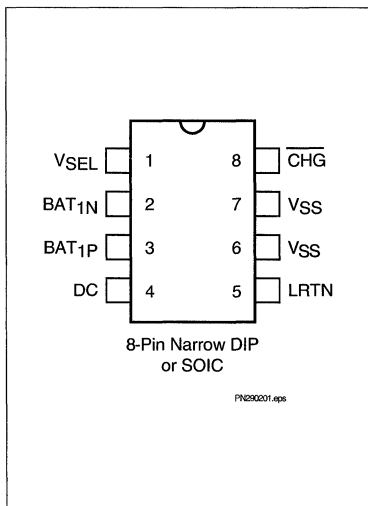 VSEL 1 8 C̅H̅G̅
BAT1N 2 7 VSS
BAT1P 3 6 VSS
DC 4 5 LRTN
8-Pin Narrow DIP
or SOIC
PN290201.eps